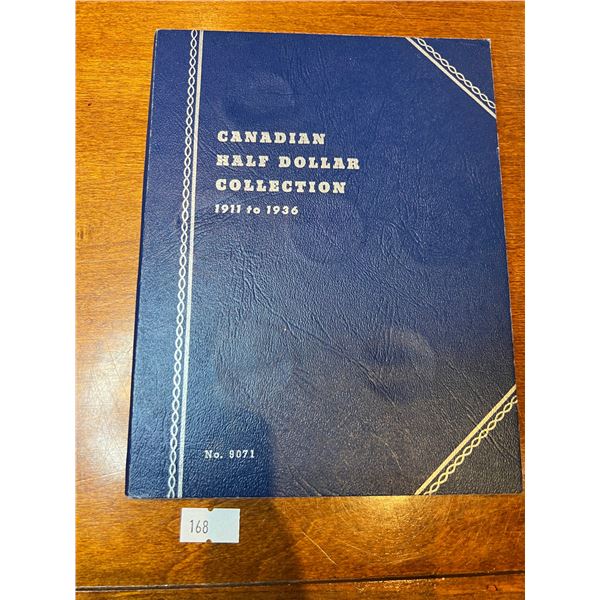 CANADIAN
HALF DOLLAR
COLLECTION
1911 to 1936
No. 9071
168